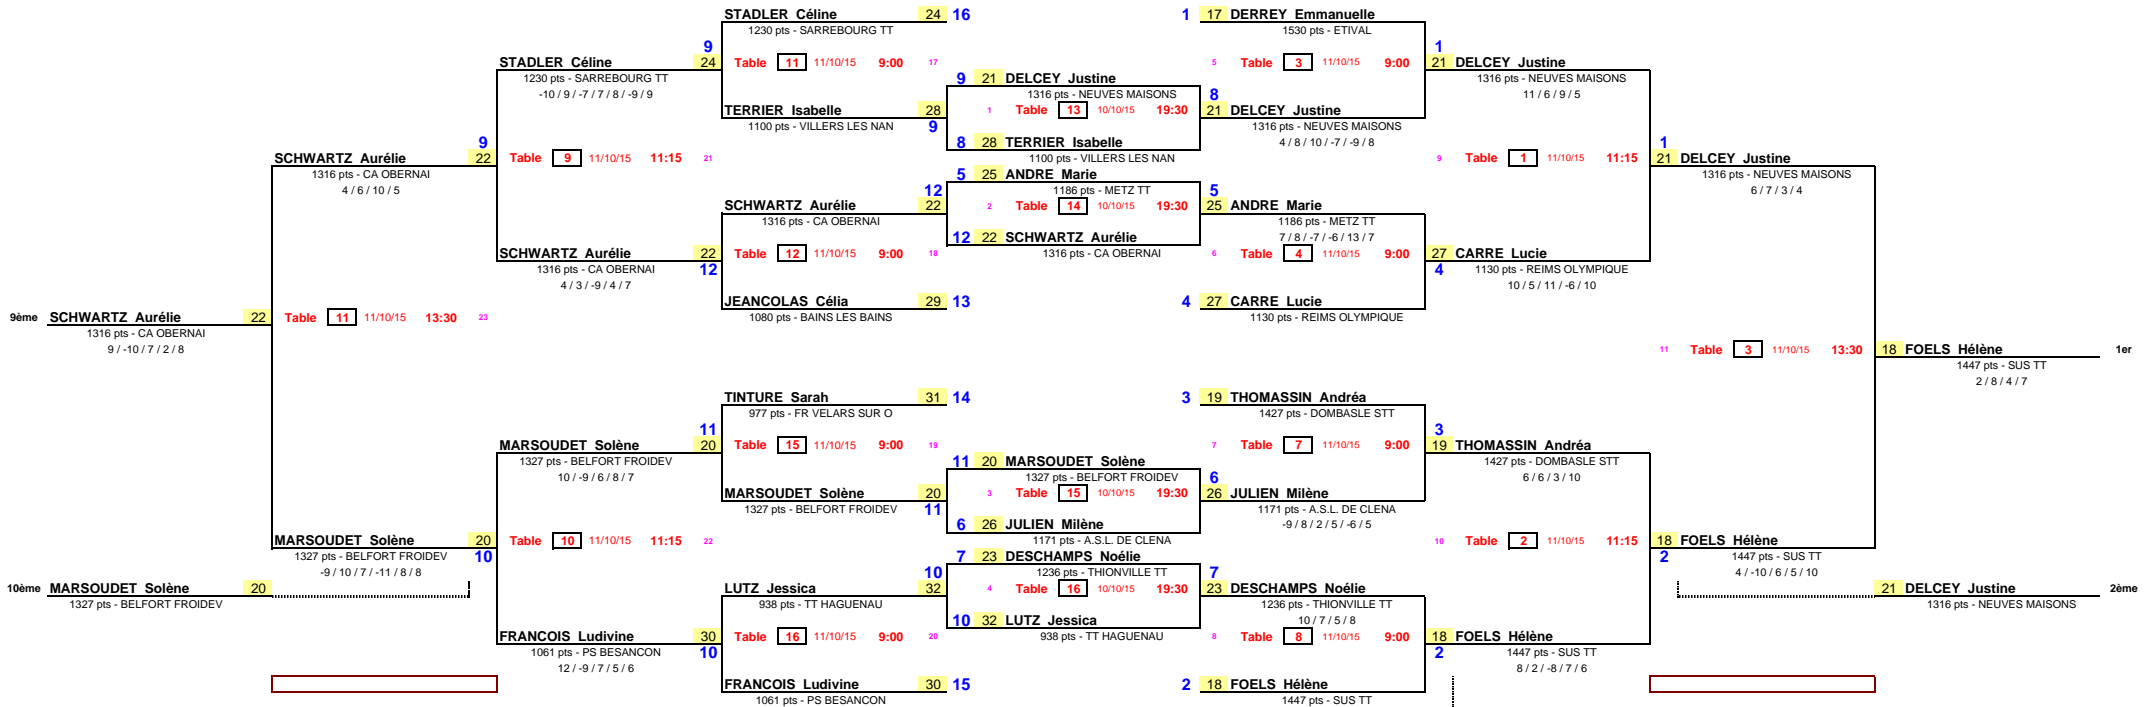 STADLER Céline 24 16
1230 pts - SARREBOURG TT
1 17 DERREY Emmanuelle
1530 pts - ETIVAL
9
STADLER Céline 24
1230 pts - SARREBOURG TT
-10 / 9 / -7 / 7 / 8 / -9 / 9
Table 11 11/10/15 9:00 17
5 Table 3 11/10/15 9:00
1
21 DELCEY Justine
1316 pts - NEUVES MAISONS
11 / 6 / 9 / 5
9 21 DELCEY Justine
1316 pts - NEUVES MAISONS
TERRIER Isabelle 28
1100 pts - VILLERS LES NAN 9
1 Table 13 10/10/15 19:30
8
21 DELCEY Justine
1316 pts - NEUVES MAISONS
4 / 8 / 10 / -7 / -9 / 8
8 28 TERRIER Isabelle
1100 pts - VILLERS LES NAN
9
SCHWARTZ Aurélie 22
1316 pts - CA OBERNAI
4 / 6 / 10 / 5
Table 9 11/10/15 11:15 21
9 Table 1 11/10/15 11:15
1
21 DELCEY Justine
1316 pts - NEUVES MAISONS
6 / 7 / 3 / 4
5 25 ANDRE Marie
1186 pts - METZ TT
12
SCHWARTZ Aurélie 22
1316 pts - CA OBERNAI
2 Table 14 10/10/15 19:30
5
25 ANDRE Marie
1186 pts - METZ TT
7 / 8 / -7 / -6 / 13 / 7
12 22 SCHWARTZ Aurélie
1316 pts - CA OBERNAI
SCHWARTZ Aurélie 22
1316 pts - CA OBERNAI 12
4 / 3 / -9 / 4 / 7
Table 12 11/10/15 9:00 18
6 Table 4 11/10/15 9:00
27 CARRE Lucie
4 1130 pts - REIMS OLYMPIQUE
10 / 5 / 11 / -6 / 10
JEANCOLAS Célia 29 13
1080 pts - BAINS LES BAINS
4 27 CARRE Lucie
1130 pts - REIMS OLYMPIQUE
9ème SCHWARTZ Aurélie 22
1316 pts - CA OBERNAI
9 / -10 / 7 / 2 / 8
Table 11 11/10/15 13:30 23
11 Table 3 11/10/15 13:30
18 FOELS Hélène 1er
1447 pts - SUS TT
2 / 8 / 4 / 7
TINTURE Sarah 31 14
977 pts - FR VELARS SUR O
3 19 THOMASSIN Andréa
1427 pts - DOMBASLE STT
11
MARSOUDET Solène 20
1327 pts - BELFORT FROIDEV
10 / -9 / 6 / 8 / 7
Table 15 11/10/15 9:00 19
7 Table 7 11/10/15 9:00
3
19 THOMASSIN Andréa
1427 pts - DOMBASLE STT
6 / 6 / 3 / 10
11 20 MARSOUDET Solène
1327 pts - BELFORT FROIDEV
MARSOUDET Solène 20
1327 pts - BELFORT FROIDEV 11
3 Table 15 10/10/15 19:30
6
26 JULIEN Milène
1171 pts - A.S.L. DE CLENA
-9 / 8 / 2 / 5 / -6 / 5
6 26 JULIEN Milène
1171 pts - A.S.L. DE CLENA
MARSOUDET Solène 20
1327 pts - BELFORT FROIDEV 10
-9 / 10 / 7 / -11 / 8 / 8
Table 10 11/10/15 11:15 22
10 Table 2 11/10/15 11:15
18 FOELS Hélène
2 1447 pts - SUS TT
4 / -10 / 6 / 5 / 10
7 23 DESCHAMPS Noélie
1236 pts - THIONVILLE TT
10
LUTZ Jessica 32
938 pts - TT HAGUENAU
4 Table 16 10/10/15 19:30
7
23 DESCHAMPS Noélie
1236 pts - THIONVILLE TT
10 / 7 / 5 / 8
10ème MARSOUDET Solène 20
1327 pts - BELFORT FROIDEV
21 DELCEY Justine 2ème
1316 pts - NEUVES MAISONS
10 32 LUTZ Jessica
938 pts - TT HAGUENAU
FRANCOIS Ludivine 30
1061 pts - PS BESANCON 10
12 / -9 / 7 / 5 / 6
Table 16 11/10/15 9:00 20
8 Table 8 11/10/15 9:00
18 FOELS Hélène
2 1447 pts - SUS TT
8 / 2 / -8 / 7 / 6
FRANCOIS Ludivine 30 15
1061 pts - PS BESANCON
2 18 FOELS Hélène
1447 pts - SUS TT